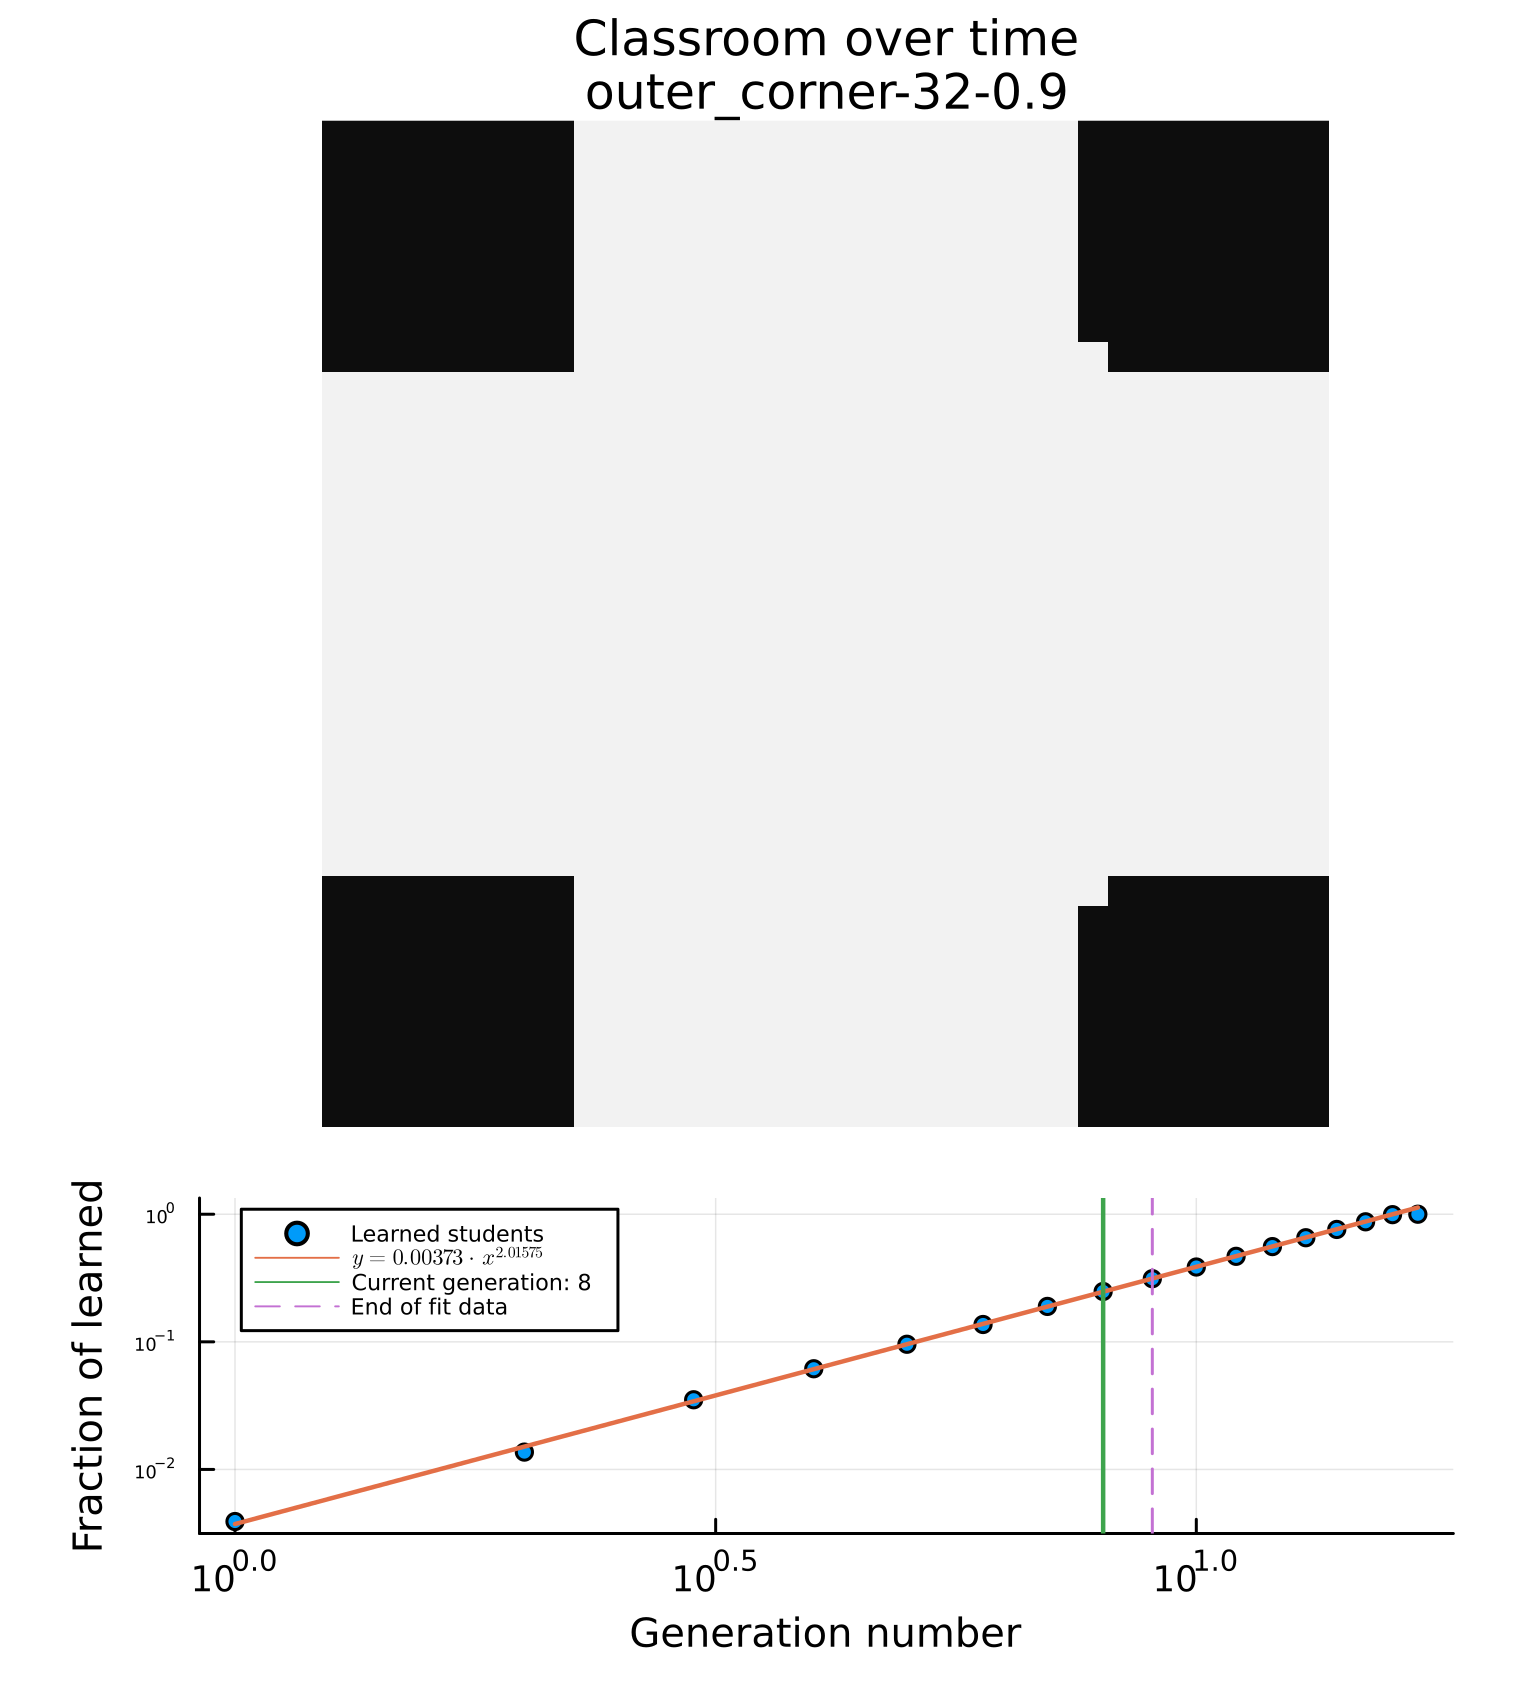 Classroom over time
outer_corner-32-0.9
Fraction of learned
10^0
10^-1
10^-2
Learned students
y = 0.00373 · x^2.01575
Current generation: 8
End of fit data
10^0.0
10^0.5
10^1.0
Generation number